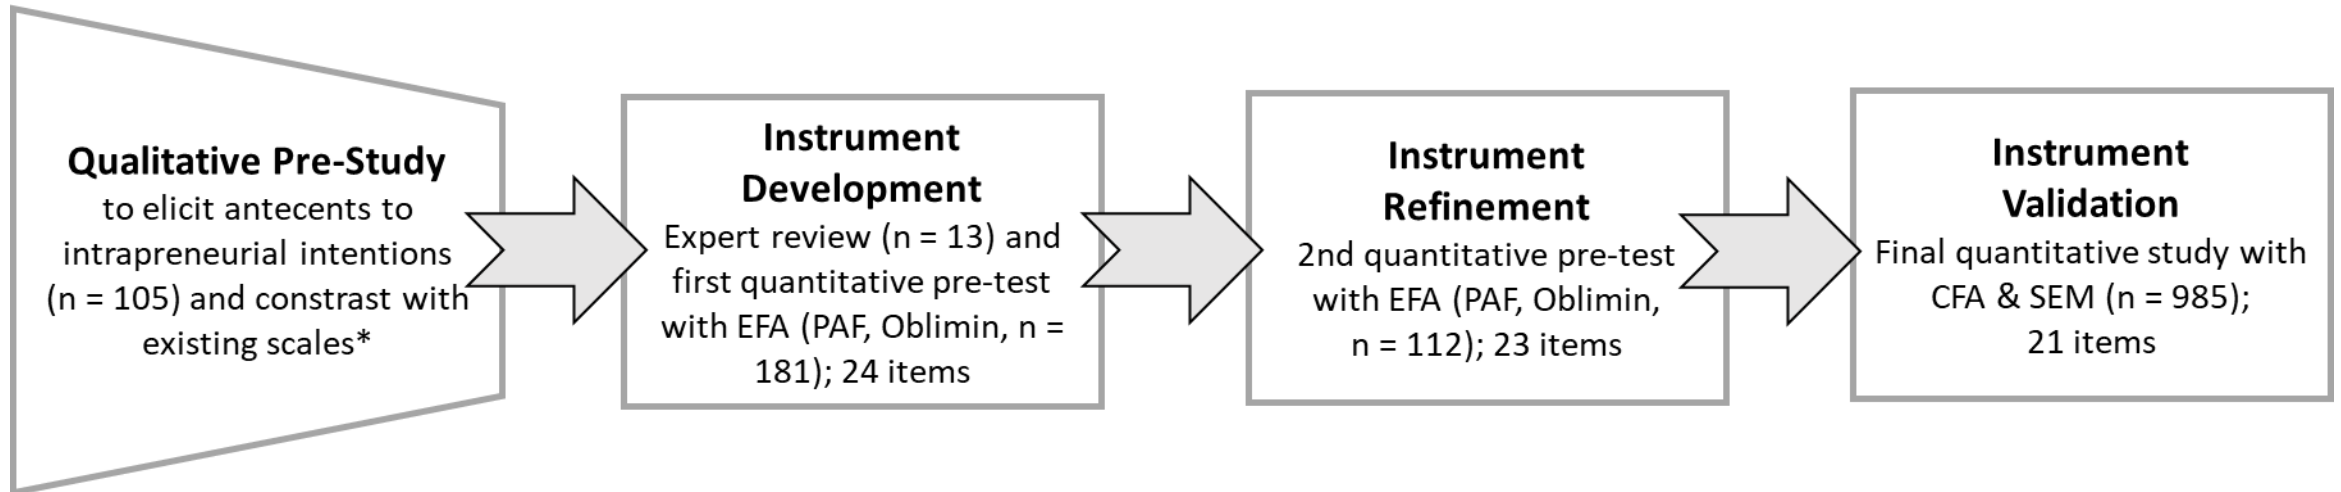 Qualitative Pre-Study
to elicit antecents to
intrapreneurial intentions
(n = 105) and constrast with
existing scales*
Instrument
Development
Expert review (n = 13) and
first quantitative pre-test
with EFA (PAF, Oblimin, n =
181); 24 items
Instrument
Refinement
2nd quantitative pre-test
with EFA (PAF, Oblimin,
n = 112); 23 items
Instrument
Validation
Final quantitative study with
CFA & SEM (n = 985);
21 items